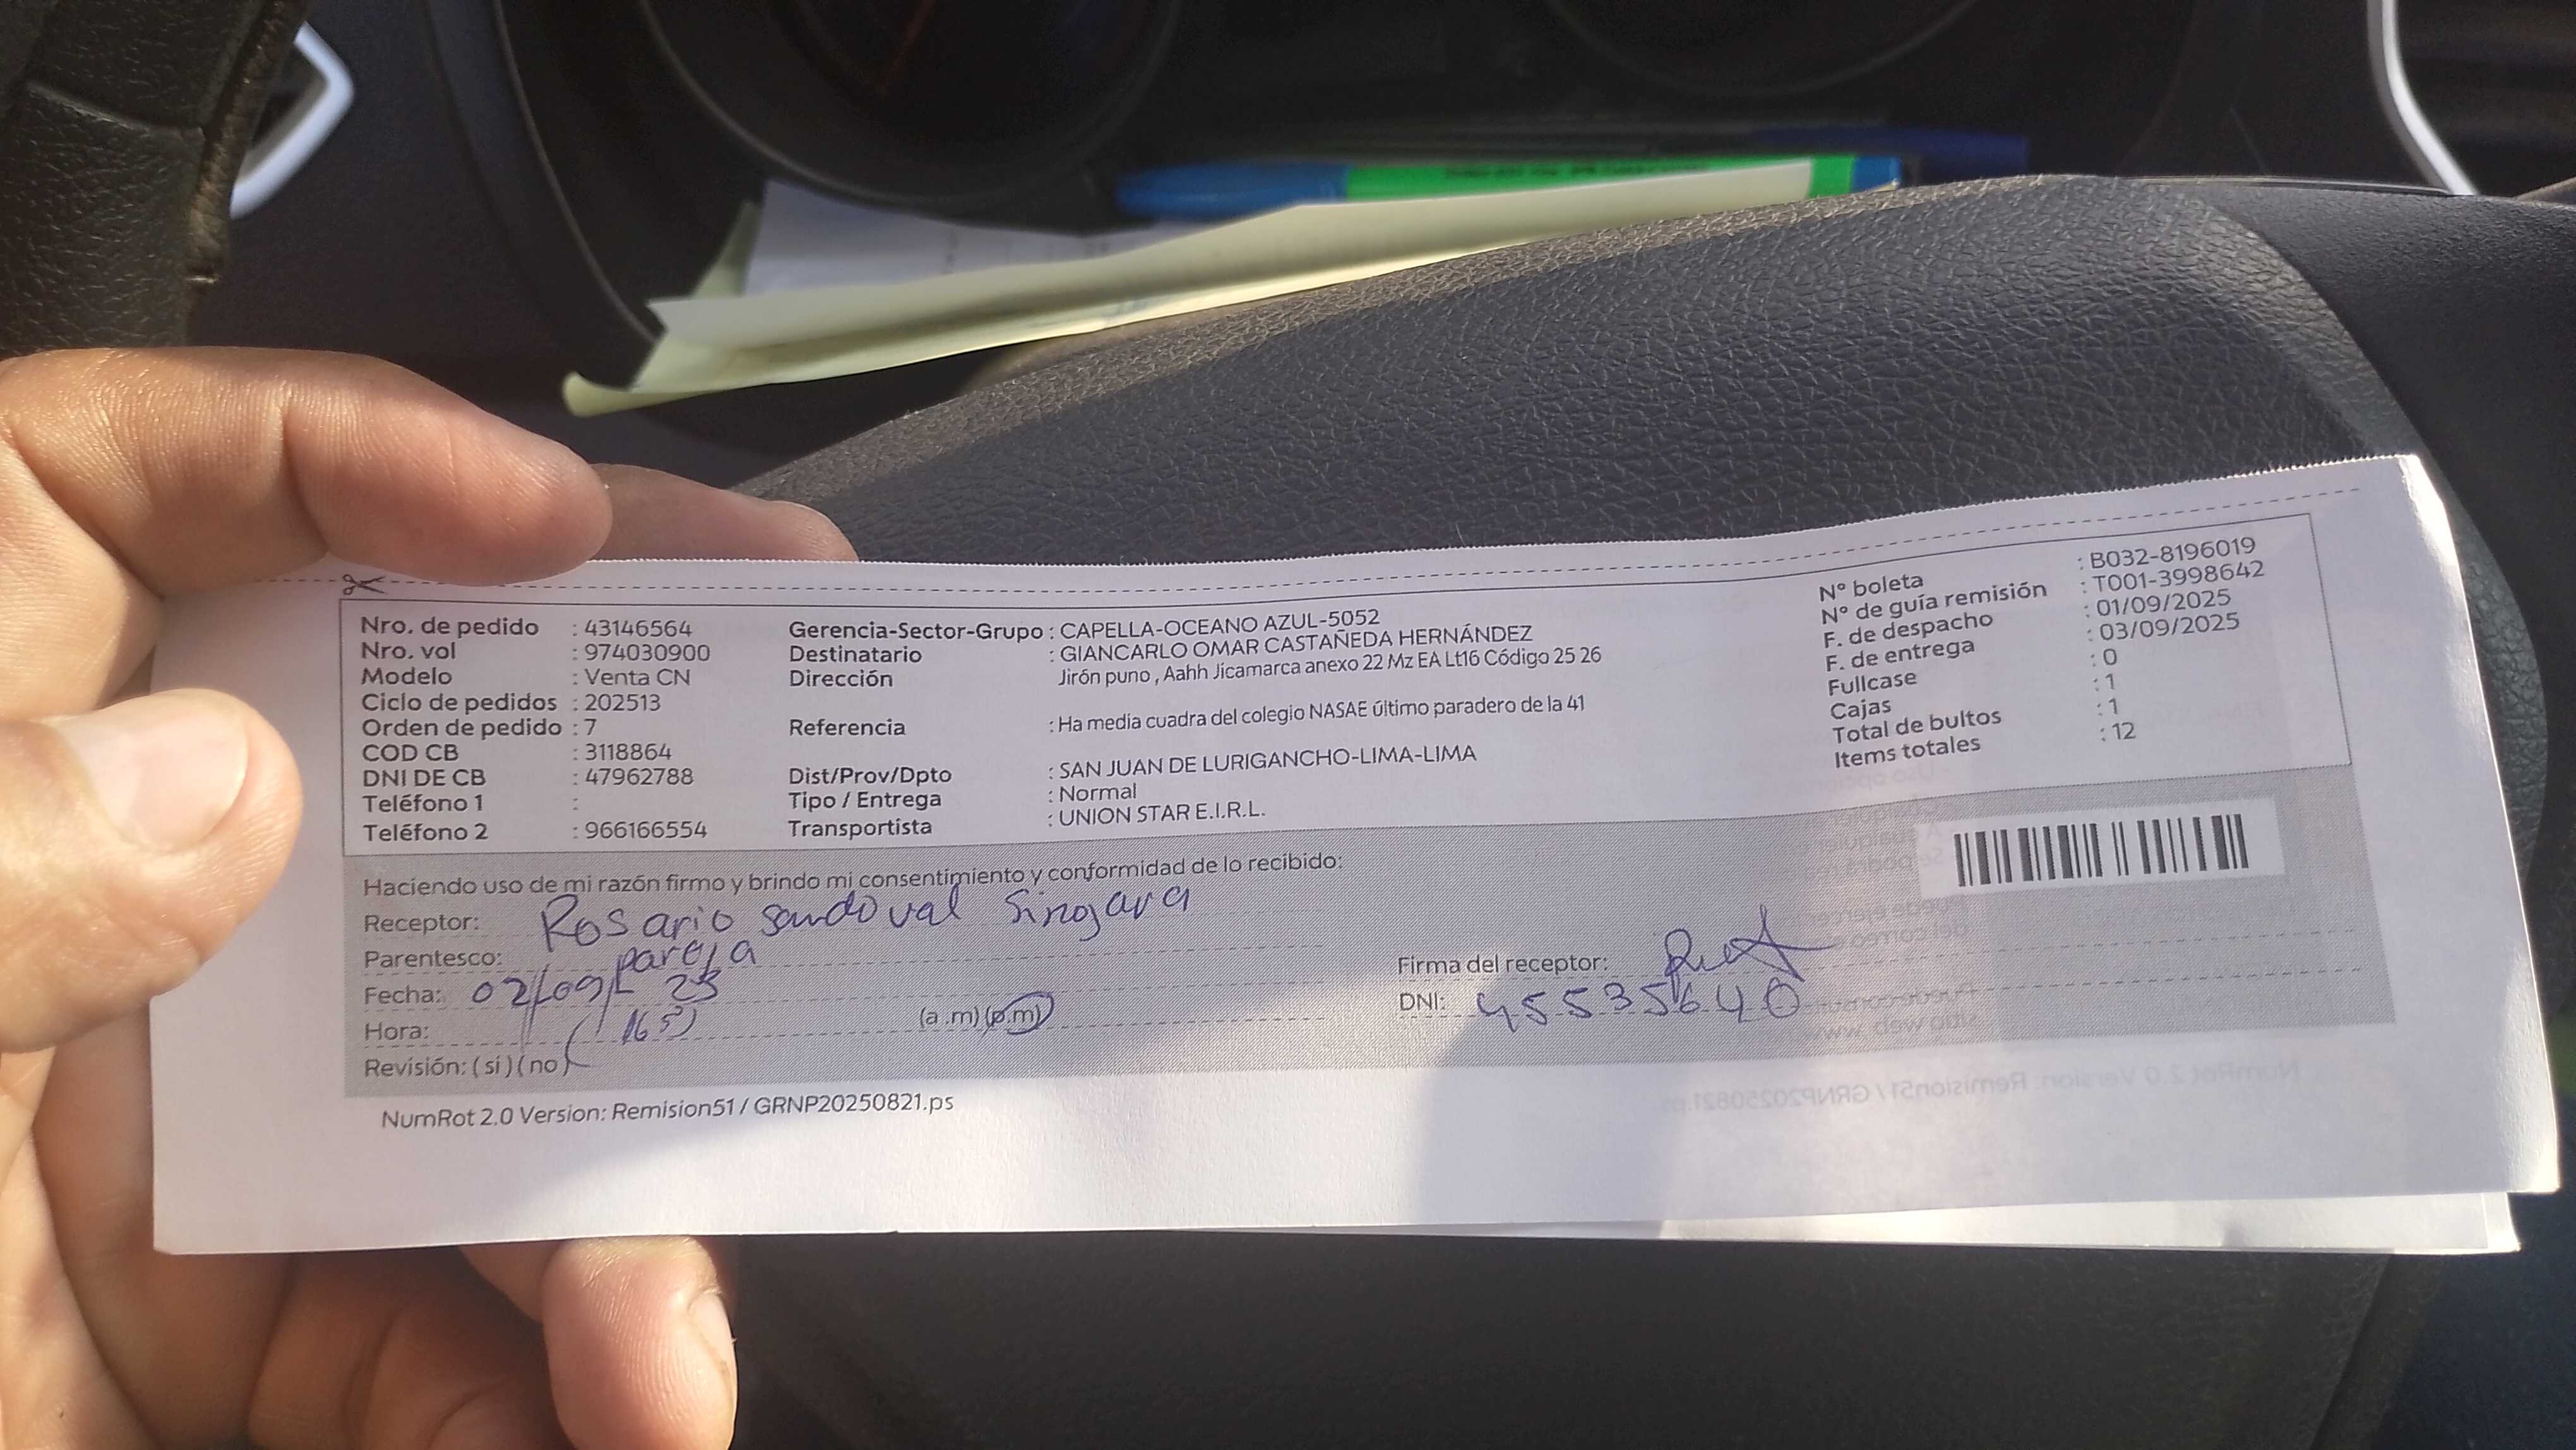 Nro. de pedido : 43146564
Nro. vol : 974030900
Modelo : Venta CN
Ciclo de pedidos : 202513
Orden de pedido : 7
COD CB : 3118864
DNI DE CB : 47962788
Teléfono 1 :
Teléfono 2 : 966166554
Gerencia-Sector-Grupo : CAPELLA-OCEANO AZUL-5052
Destinatario : GIANCARLO OMAR CASTAÑEDA HERNÁNDEZ
Dirección Jirón puno , Aahh Jicamarca anexo 22 Mz EA Lt16 Código 25 26
Referencia : Ha media cuadra del colegio NASAE último paradero de la 41
Dist/Prov/Dpto : SAN JUAN DE LURIGANCHO-LIMA-LIMA
Tipo / Entrega : Normal
Transportista : UNION STAR E.I.R.L.
Nº boleta : B032-8196019
Nº de guía remisión : T001-3998642
F. de despacho : 01/09/2025
F. de entrega : 03/09/2025
Fullcase : 0
Cajas : 1
Total de bultos : 1
Items totales : 12
Haciendo uso de mi razón firmo y brindo mi consentimiento y conformidad de lo recibido:
Receptor: Rosario sandoval
Parentesco: pareja
Fecha: 02/09/25
Hora: (a .m) (p.m)
Revisión: ( si ) ( no )
Firma del receptor:
DNI: 45535640
NumRot 2.0 Version: Remision51 / GRNP20250821.ps